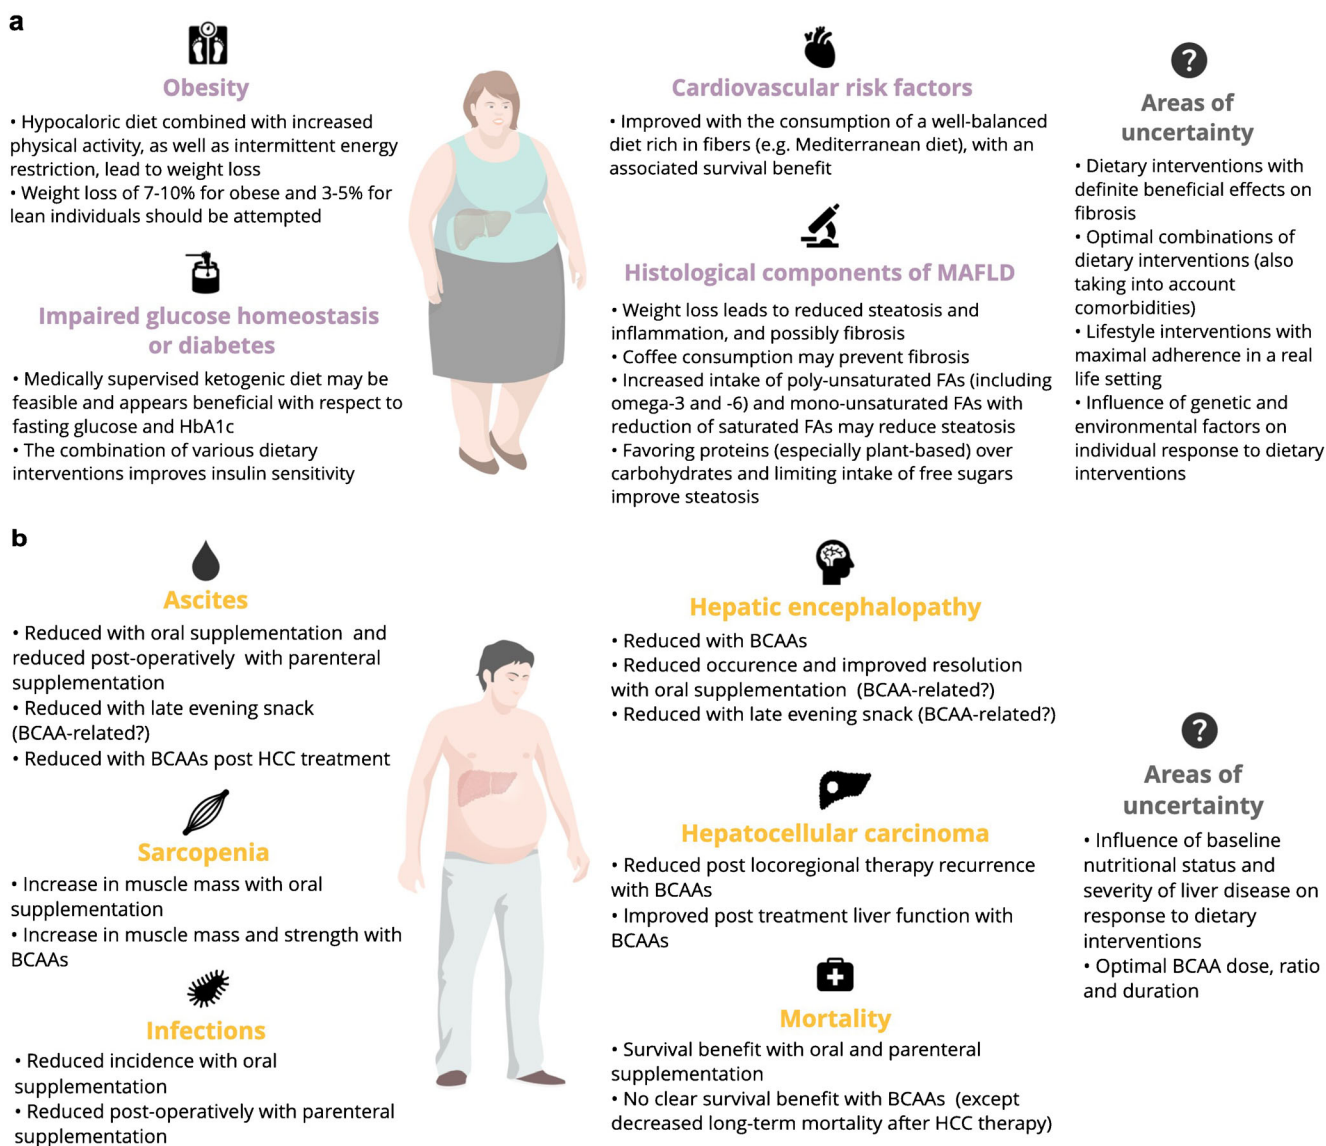 a
Obesity
• Hypocaloric diet combined with increased
physical activity, as well as intermittent energy
restriction, lead to weight loss
• Weight loss of 7-10% for obese and 3-5% for
lean individuals should be attempted
Impaired glucose homeostasis
or diabetes
• Medically supervised ketogenic diet may be
feasible and appears beneficial with respect to
fasting glucose and HbA1c
• The combination of various dietary
interventions improves insulin sensitivity
Cardiovascular risk factors
• Improved with the consumption of a well-balanced
diet rich in fibers (e.g. Mediterranean diet), with an
associated survival benefit
Histological components of MAFLD
• Weight loss leads to reduced steatosis and
inflammation, and possibly fibrosis
• Coffee consumption may prevent fibrosis
• Increased intake of poly-unsaturated FAs (including
omega-3 and -6) and mono-unsaturated FAs with
reduction of saturated FAs may reduce steatosis
• Favoring proteins (especially plant-based) over
carbohydrates and limiting intake of free sugars
improve steatosis
?
Areas of
uncertainty
• Dietary interventions with
definite beneficial effects on
fibrosis
• Optimal combinations of
dietary interventions (also
taking into account
comorbidities)
• Lifestyle interventions with
maximal adherence in a real
life setting
• Influence of genetic and
environmental factors on
individual response to dietary
interventions
b
Ascites
• Reduced with oral supplementation and
reduced post-operatively with parenteral
supplementation
• Reduced with late evening snack
(BCAA-related?)
• Reduced with BCAAs post HCC treatment
Sarcopenia
• Increase in muscle mass with oral
supplementation
• Increase in muscle mass and strength with
BCAAs
Infections
• Reduced incidence with oral
supplementation
• Reduced post-operatively with parenteral
supplementation
Hepatic encephalopathy
• Reduced with BCAAs
• Reduced occurence and improved resolution
with oral supplementation (BCAA-related?)
• Reduced with late evening snack (BCAA-related?)
Hepatocellular carcinoma
• Reduced post locoregional therapy recurrence
with BCAAs
• Improved post treatment liver function with
BCAAs
Mortality
• Survival benefit with oral and parenteral
supplementation
• No clear survival benefit with BCAAs (except
decreased long-term mortality after HCC therapy)
?
Areas of
uncertainty
• Influence of baseline
nutritional status and
severity of liver disease on
response to dietary
interventions
• Optimal BCAA dose, ratio
and duration